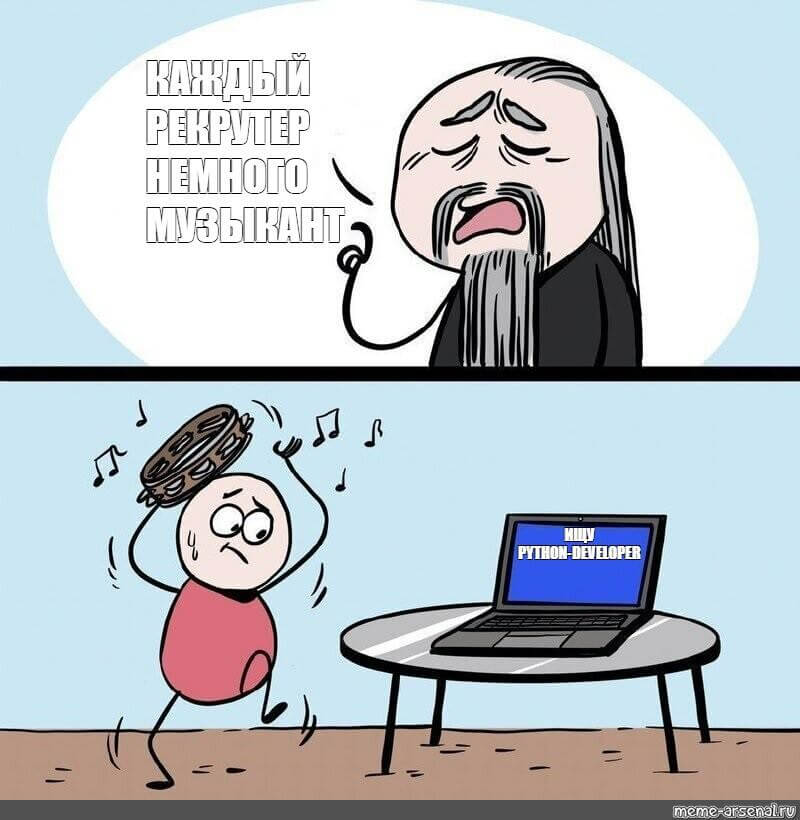 КАЖДЫЙ
РЕКРУТЕР
НЕМНОГО
МУЗЫКАНТ
ИЩУ
PYTHON-DEVELOPER
meme-arsenal.ru